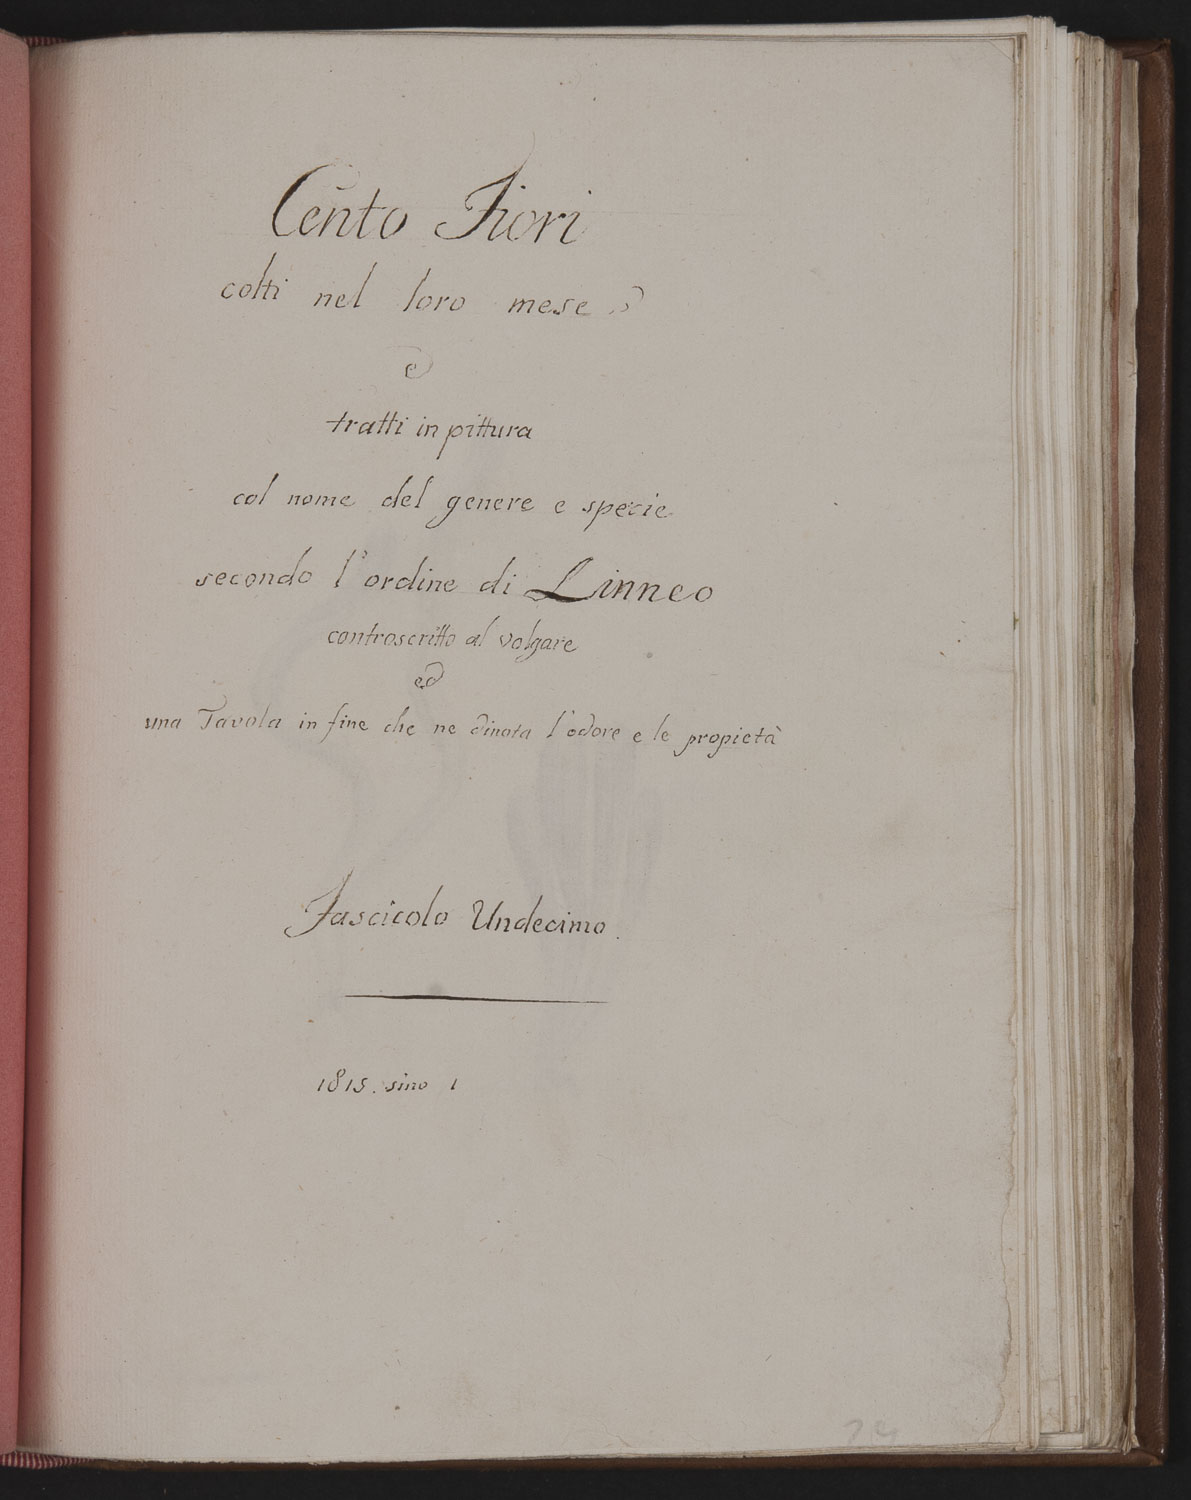 Cento Fiori
colti nel loro mese
e
tratti in pittura
col nome del genere e specie
secondo l'ordine di Linneo
controscritto al volgare
ed
una Tavola in fine che ne dinota l'odore e le propietà
Fascicolo Undecimo.
1815. sino 1